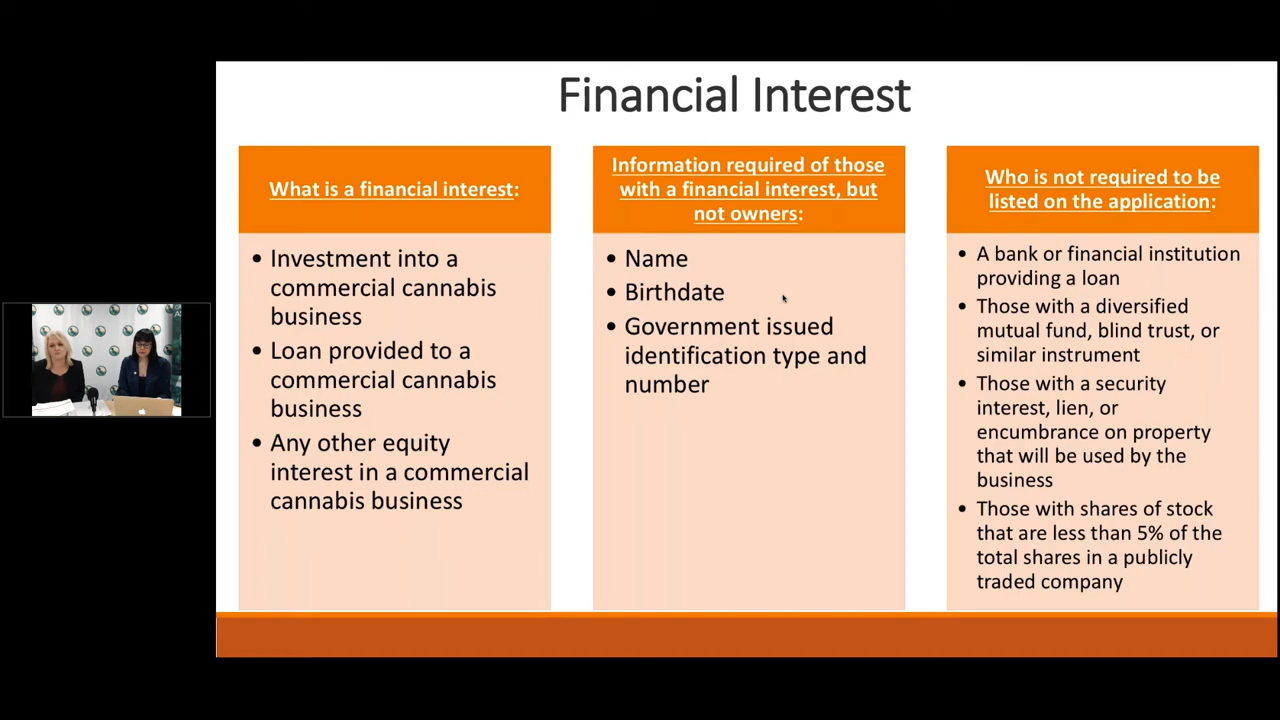 Financial Interest
What is a financial interest:
• Investment into a
commercial cannabis
business
• Loan provided to a
commercial cannabis
business
• Any other equity
interest in a commercial
cannabis business
Information required of those
with a financial interest, but
not owners:
• Name
• Birthdate
• Government issued
identification type and
number
Who is not required to be
listed on the application:
• A bank or financial institution
providing a loan
• Those with a diversified
mutual fund, blind trust, or
similar instrument
• Those with a security
interest, lien, or
encumbrance on property
that will be used by the
business
• Those with shares of stock
that are less than 5% of the
total shares in a publicly
traded company